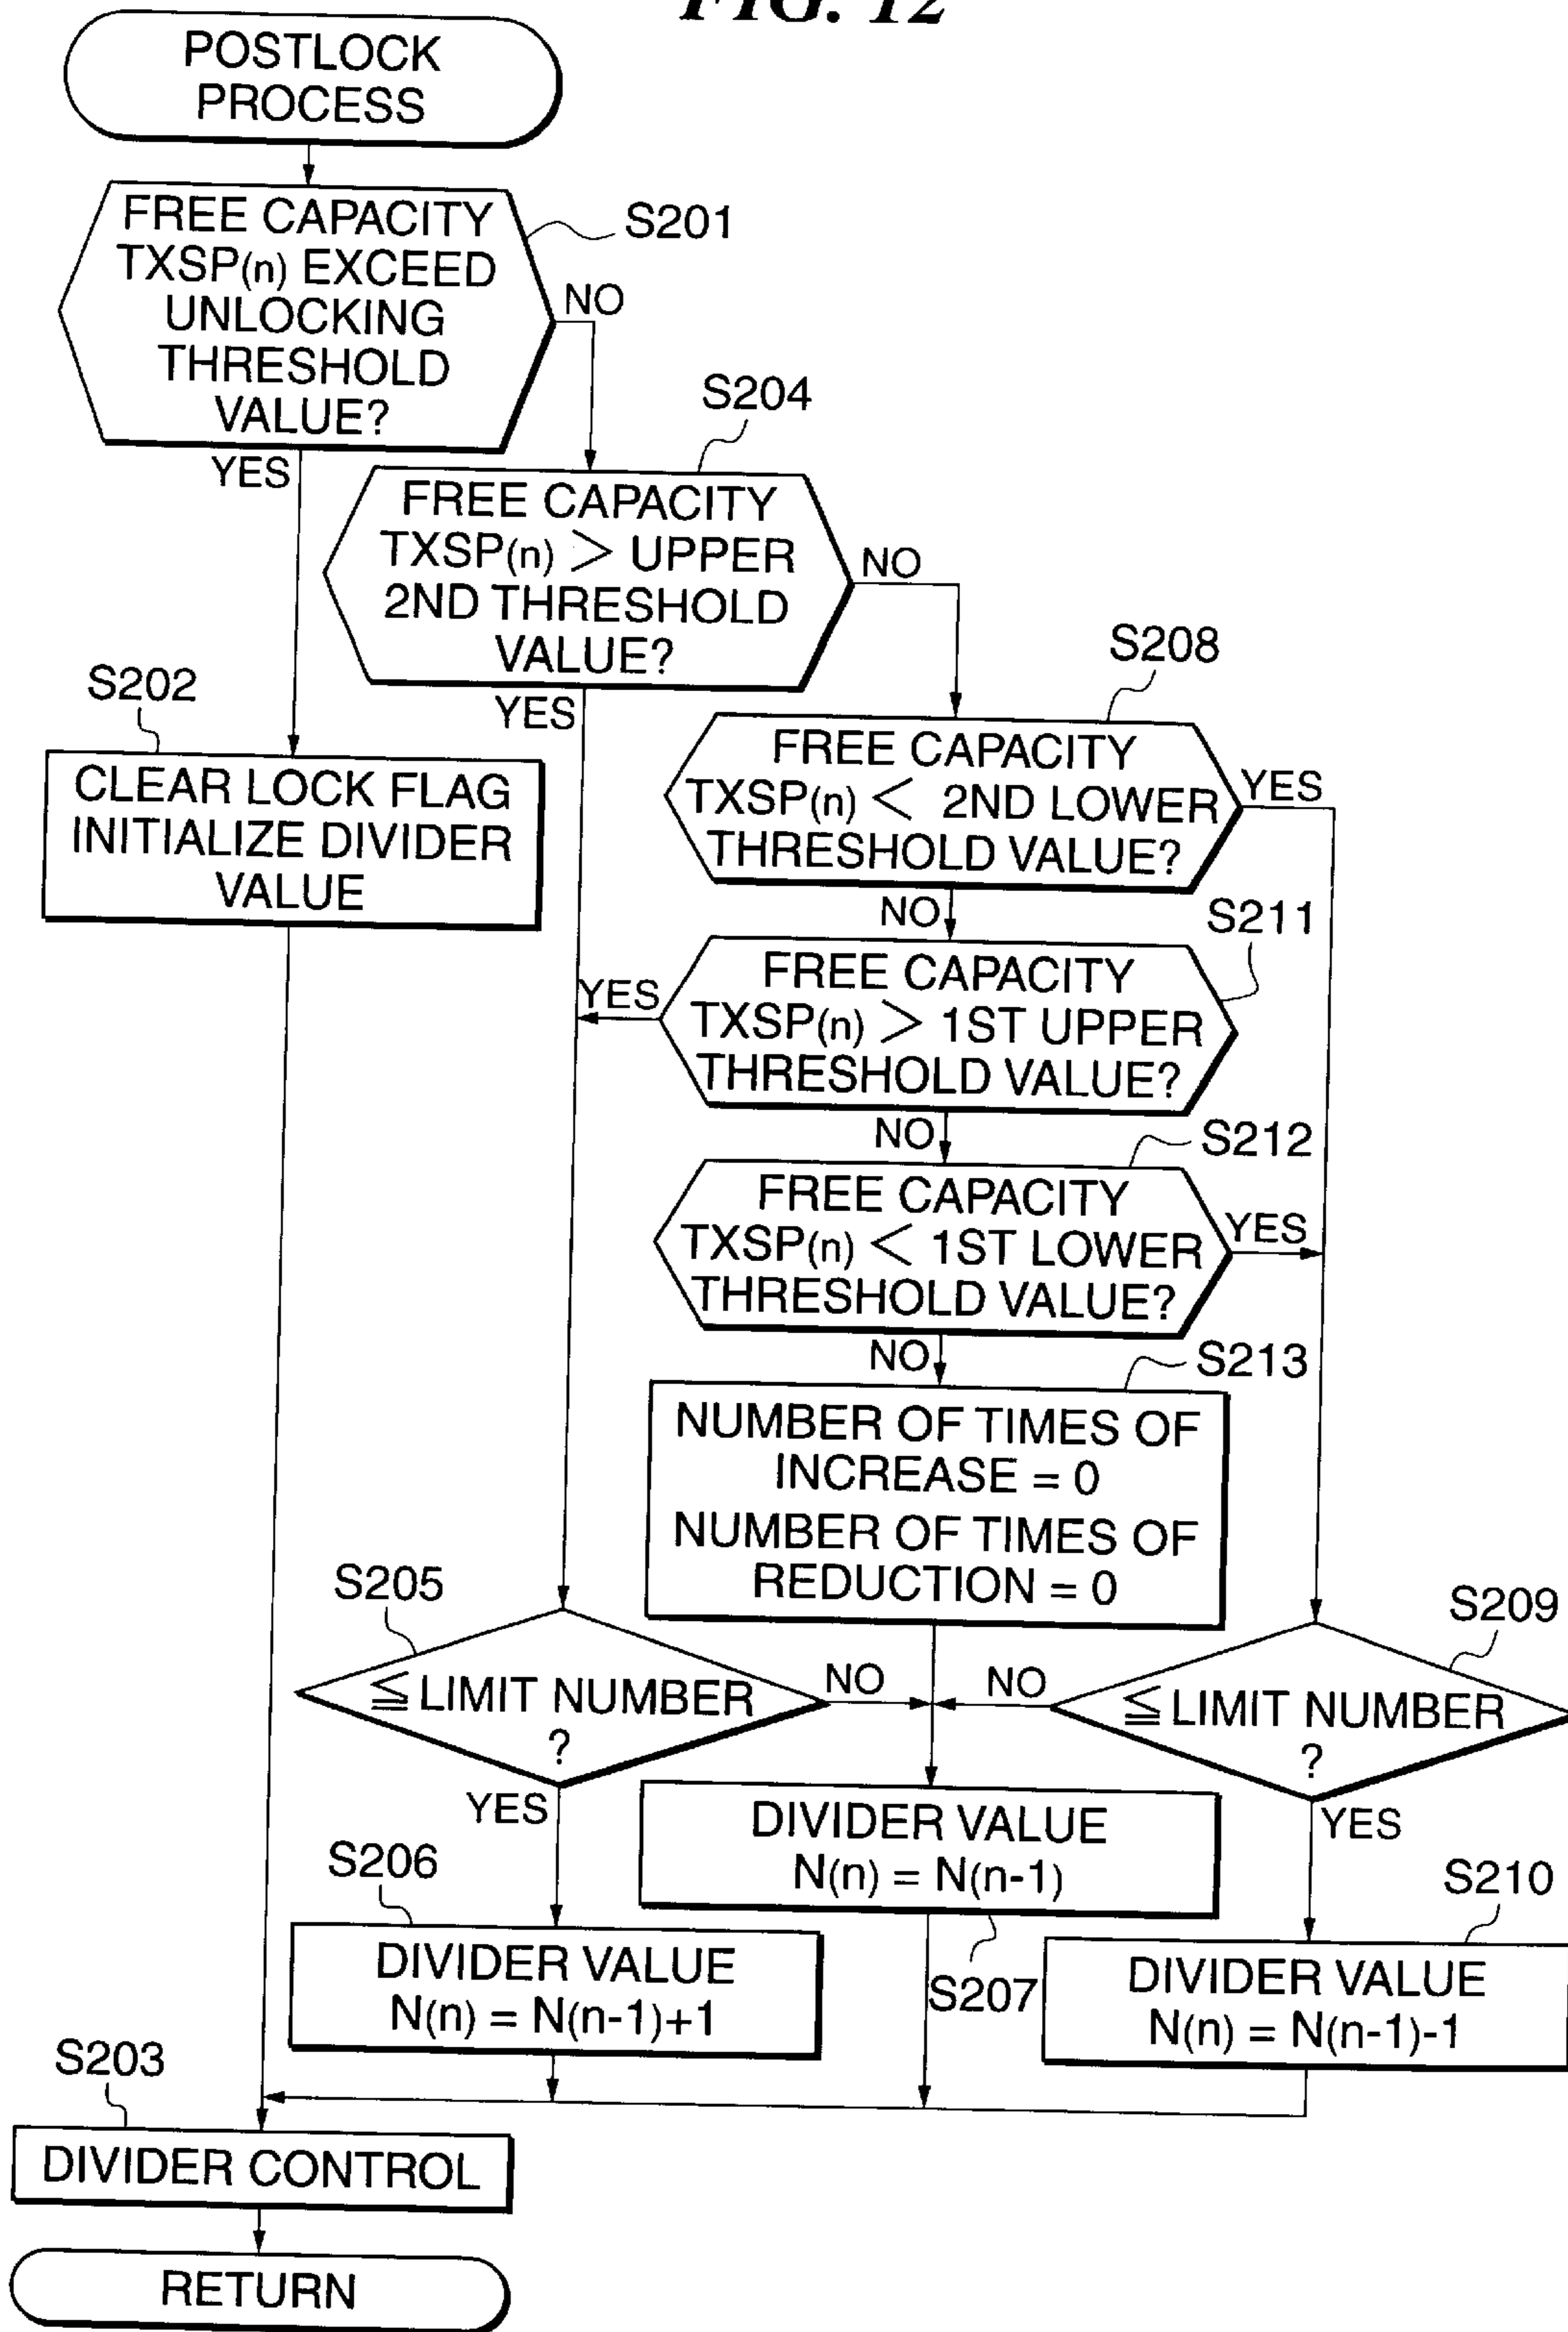 FIG. 12
POSTLOCK
PROCESS
FREE CAPACITY
TXSP(n) EXCEED
UNLOCKING
THRESHOLD
VALUE?
S201
NO
YES
S204
FREE CAPACITY
TXSP(n) > UPPER
2ND THRESHOLD
VALUE?
NO
YES
S202
CLEAR LOCK FLAG
INITIALIZE DIVIDER
VALUE
S208
FREE CAPACITY
TXSP(n) < 2ND LOWER
THRESHOLD VALUE?
YES
NO
S211
FREE CAPACITY
TXSP(n) > 1ST UPPER
THRESHOLD VALUE?
YES
NO
S212
FREE CAPACITY
TXSP(n) < 1ST LOWER
THRESHOLD VALUE?
YES
NO
S213
NUMBER OF TIMES OF
INCREASE = 0
NUMBER OF TIMES OF
REDUCTION = 0
S205
≦ LIMIT NUMBER
?
NO
YES
S209
≦ LIMIT NUMBER
?
NO
YES
DIVIDER VALUE
N(n) = N(n-1)
S207
S206
DIVIDER VALUE
N(n) = N(n-1)+1
S210
DIVIDER VALUE
N(n) = N(n-1)-1
S203
DIVIDER CONTROL
RETURN